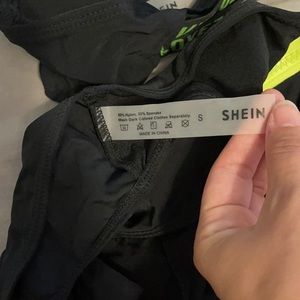 80% Nylon, 20% Spandex
Wash Dark Colored Clothes Separately.
S
SHEIN
MADE IN CHINA